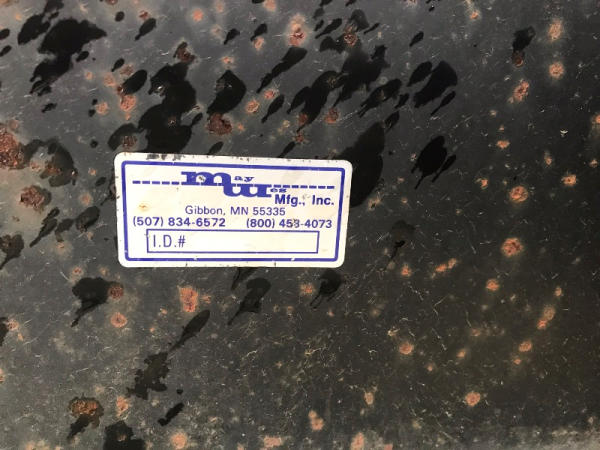 May Wes Mfg., Inc.
Gibbon, MN 55335
(507) 834-6572 (800) 453-4073
I.D.#